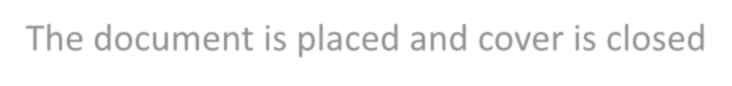 The document is placed and cover is closed